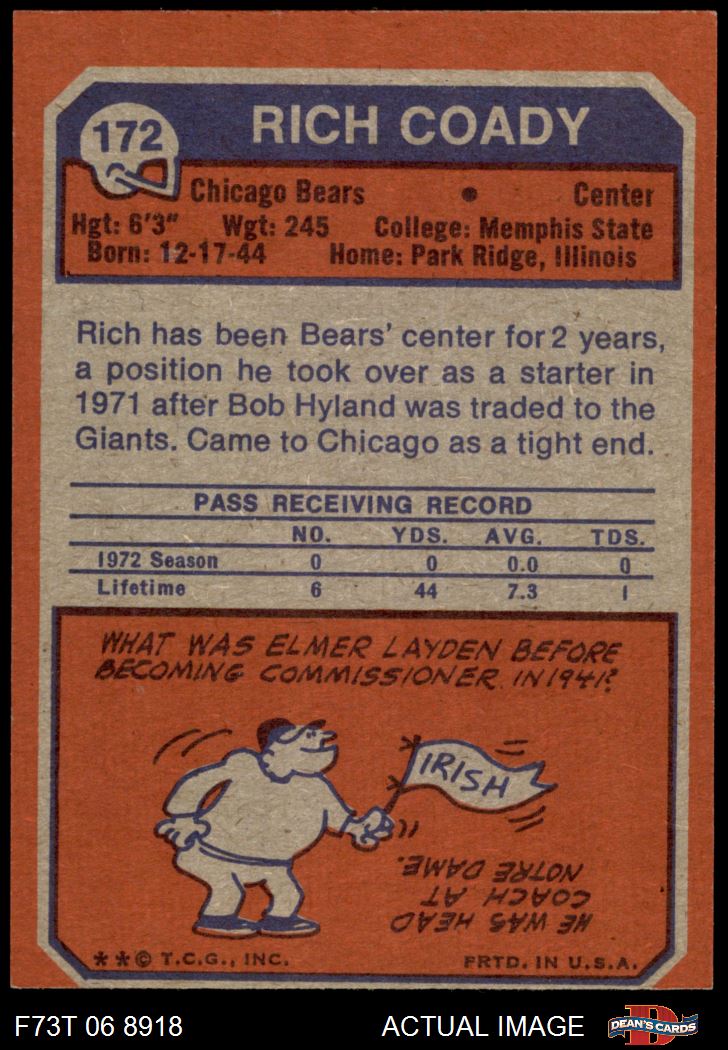 172
RICH COADY
Chicago Bears • Center
Hgt: 6'3" Wgt: 245 College: Memphis State
Born: 12-17-44 Home: Park Ridge, Illinois
Rich has been Bears' center for 2 years,
a position he took over as a starter in
1971 after Bob Hyland was traded to the
Giants. Came to Chicago as a tight end.
PASS RECEIVING RECORD
NO. YDS. AVG. TDS.
1972 Season 0 0 0.0 0
Lifetime 6 44 7.3 1
WHAT WAS ELMER LAYDEN BEFORE
BECOMING COMMISSIONER IN 1941?
IRISH
HE WAS HEAD
COACH AT
NOTRE DAME.
**© T.C.G., INC. PRTD. IN U.S.A.
F73T 06 8918 ACTUAL IMAGE
D
DEAN'S CARDS